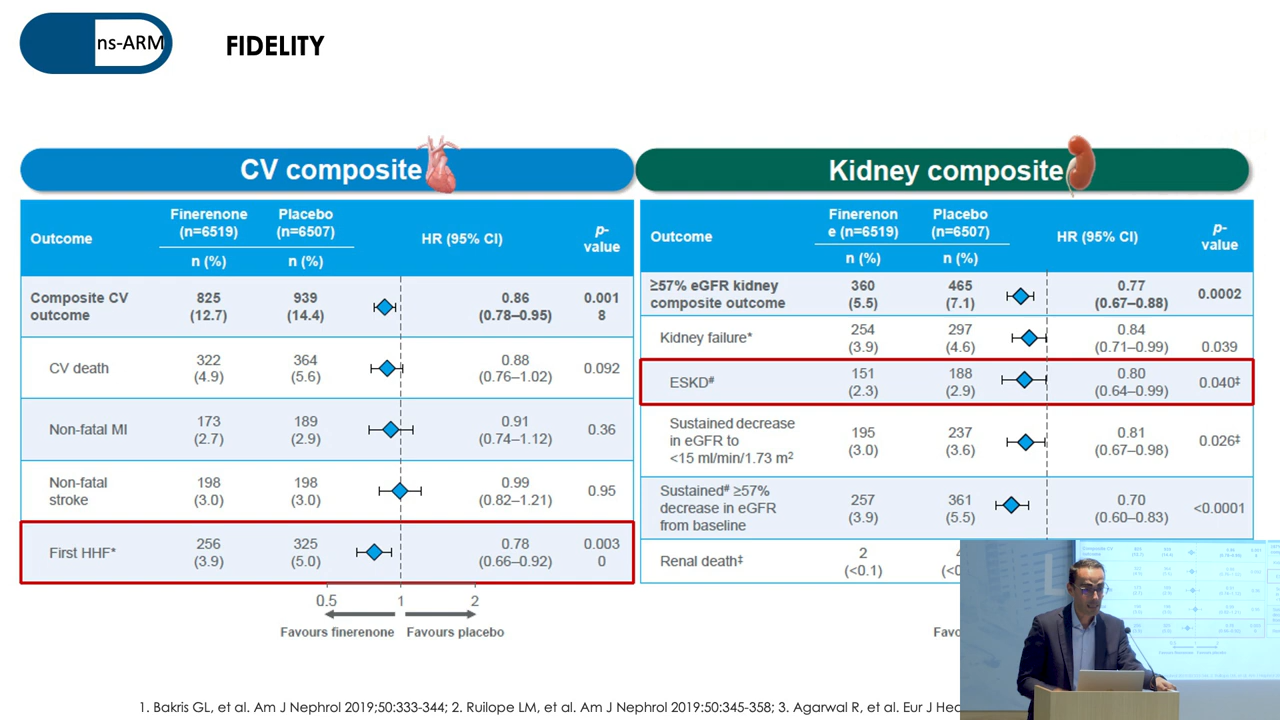 ns-ARM
FIDELITY
CV composite
Outcome
Finerenone
(n=6519)
n (%)
Placebo
(n=6507)
n (%)
HR (95% CI)
p-
value
Composite CV
outcome
825
(12.7)
939
(14.4)
0.86
(0.78–0.95)
0.001
8
CV death
322
(4.9)
364
(5.6)
0.88
(0.76–1.02)
0.092
Non-fatal MI
173
(2.7)
189
(2.9)
0.91
(0.74–1.12)
0.36
Non-fatal
stroke
198
(3.0)
198
(3.0)
0.99
(0.82–1.21)
0.95
First HHF*
256
(3.9)
325
(5.0)
0.78
(0.66–0.92)
0.003
0
0.5 1 2
Favours finerenone Favours placebo
Kidney composite
Outcome
Fineren​on
e (n=6519)
n (%)
Placebo
(n=6507)
n (%)
HR (95% CI)
p-
value
≥57% eGFR kidney
composite outcome
360
(5.5)
465
(7.1)
0.77
(0.67–0.88)
0.0002
Kidney failure*
254
(3.9)
297
(4.6)
0.84
(0.71–0.99)
0.039
ESKD#
151
(2.3)
188
(2.9)
0.80
(0.64–0.99)
0.040‡
Sustained decrease
in eGFR to
<15 ml/min/1.73 m²
195
(3.0)
237
(3.6)
0.81
(0.67–0.98)
0.026‡
Sustained# ≥57%
decrease in eGFR
from baseline
257
(3.9)
361
(5.5)
0.70
(0.60–0.83)
<0.0001
Renal death‡
2
(<0.1)
(<0
Favo
1. Bakris GL, et al. Am J Nephrol 2019;50:333-344; 2. Ruilope LM, et al. Am J Nephrol 2019;50:345-358; 3. Agarwal R, et al. Eur J Hea